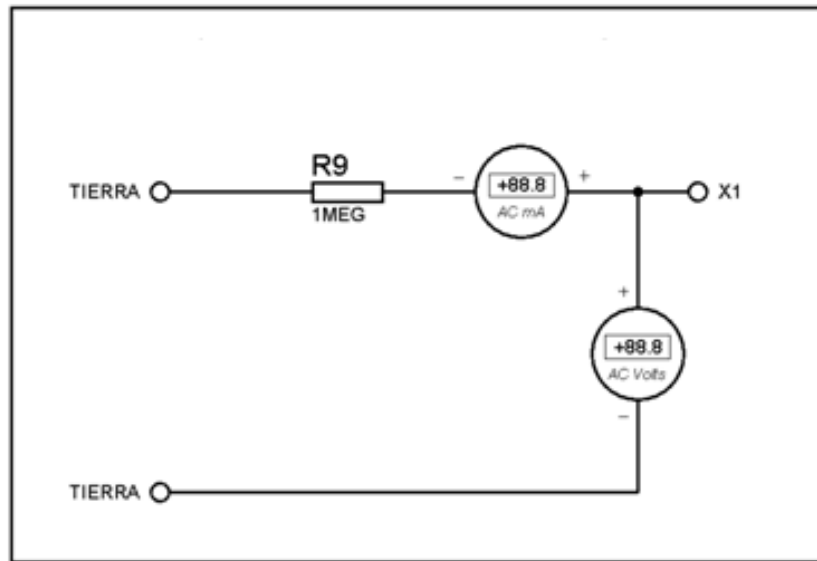 R9
TIERRA
1MEG
- +88.8 +
AC mA
X1
+
+88.8
AC Volts
-
TIERRA